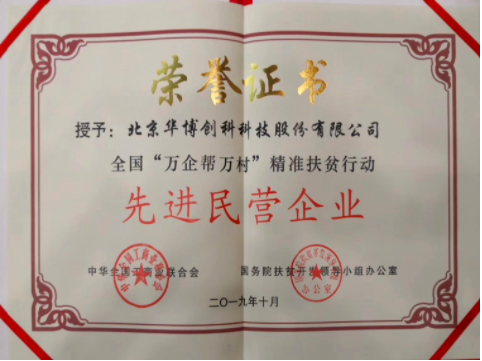 荣誉证书
授予：北京华博创科科技股份有限公司
全国“万企帮万村”精准扶贫行动
先进民营企业
中华全国工商业联合会 国务院扶贫开发领导小组办公室
二〇一九年十月